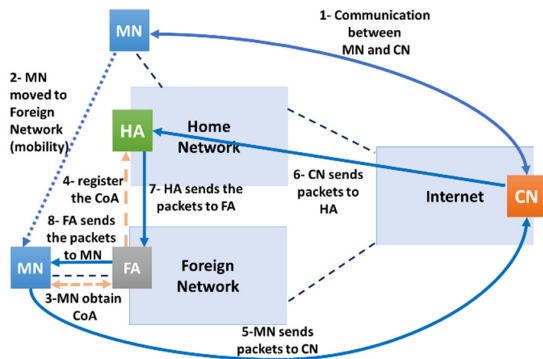 MN
1- Communication
between
MN and CN
2- MN
moved to
Foreign
Network
(mobility)
HA
Home
Network
4- register
the CoA
7- HA sends the
packets to FA
6- CN sends
packets to
HA
Internet
CN
8- FA sends
the packets
to MN
MN
FA
Foreign
Network
3-MN obtain
CoA
5-MN sends
packets to CN